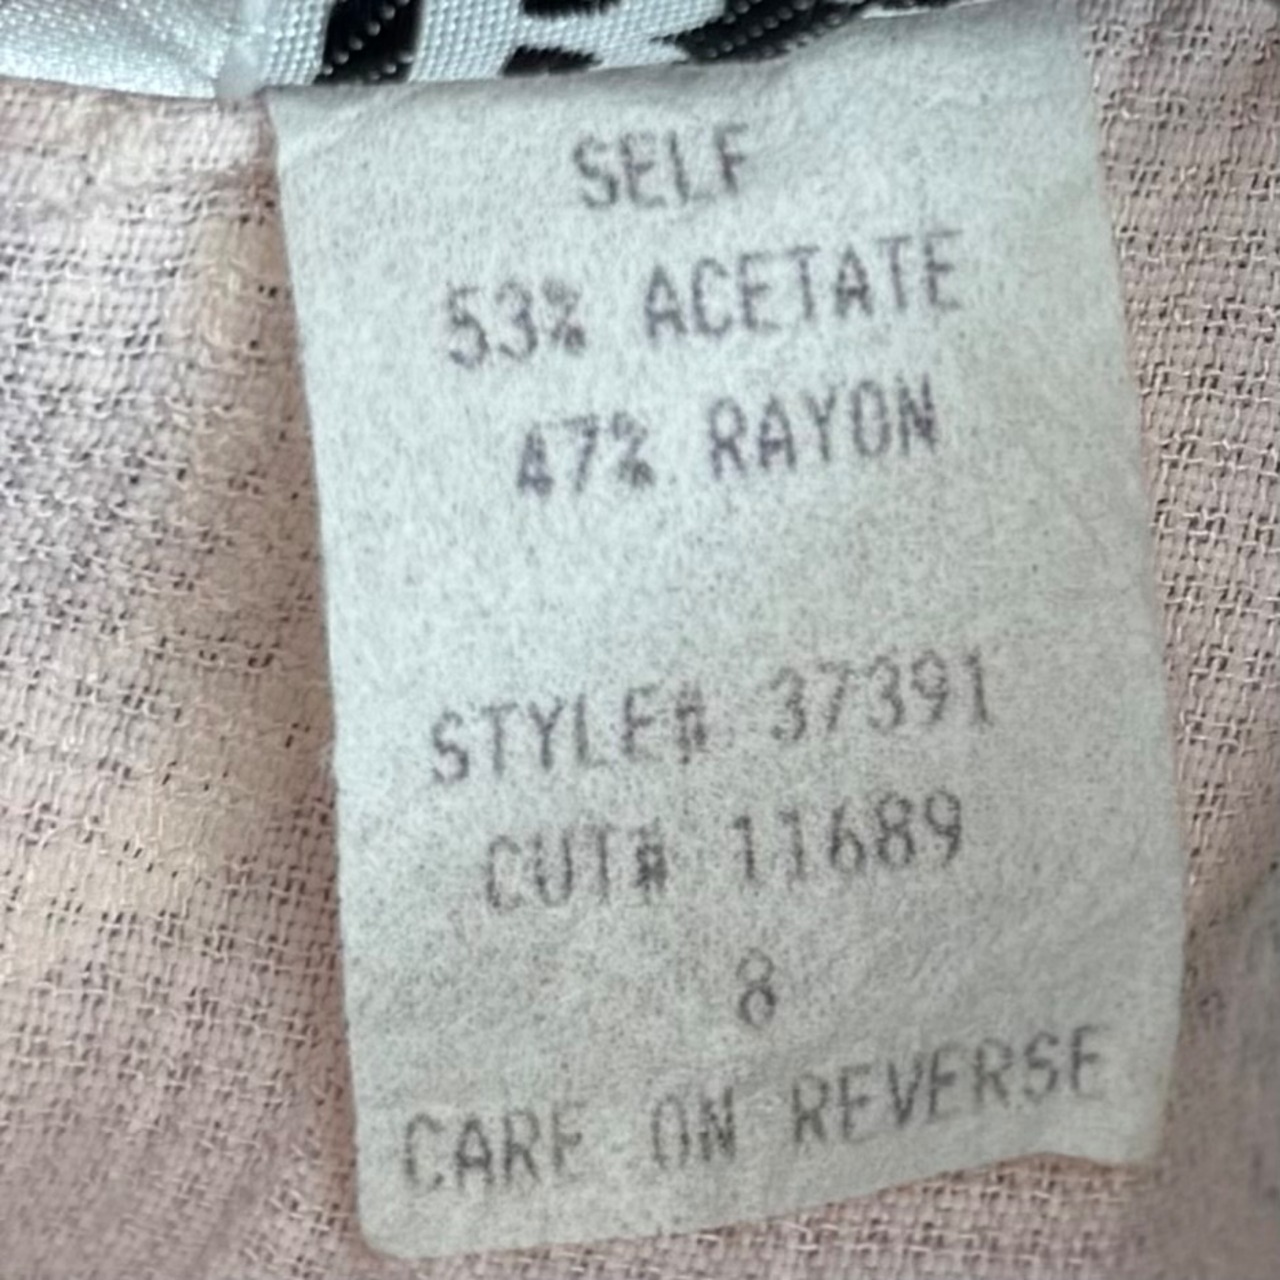 SELF
53% ACETATE
47% RAYON
STYLE# 37391
CUT# 11689
8
CARE ON REVERSE